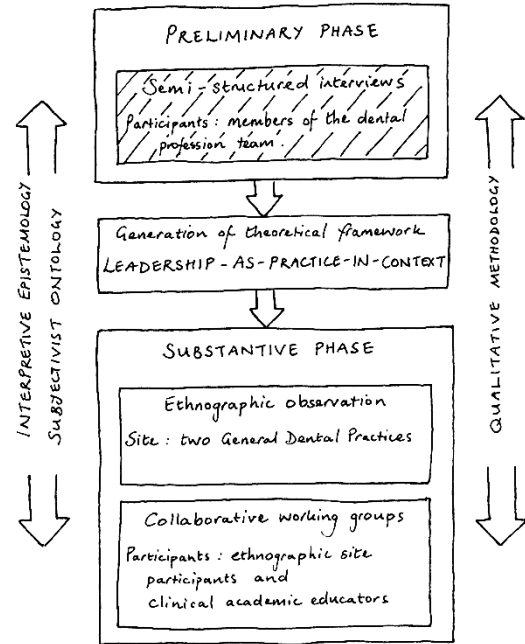 PRELIMINARY PHASE
Semi-structured interviews
Participants: members of the dental
profession team.
Generation of theoretical framework
LEADERSHIP-AS-PRACTICE-IN-CONTEXT
SUBSTANTIVE PHASE
Ethnographic observation
Site: two General Dental Practices
Collaborative working groups
Participants: ethnographic site
participants and
clinical academic educators
INTERPRETIVE EPISTEMOLOGY
SUBJECTIVIST ONTOLOGY
QUALITATIVE METHODOLOGY